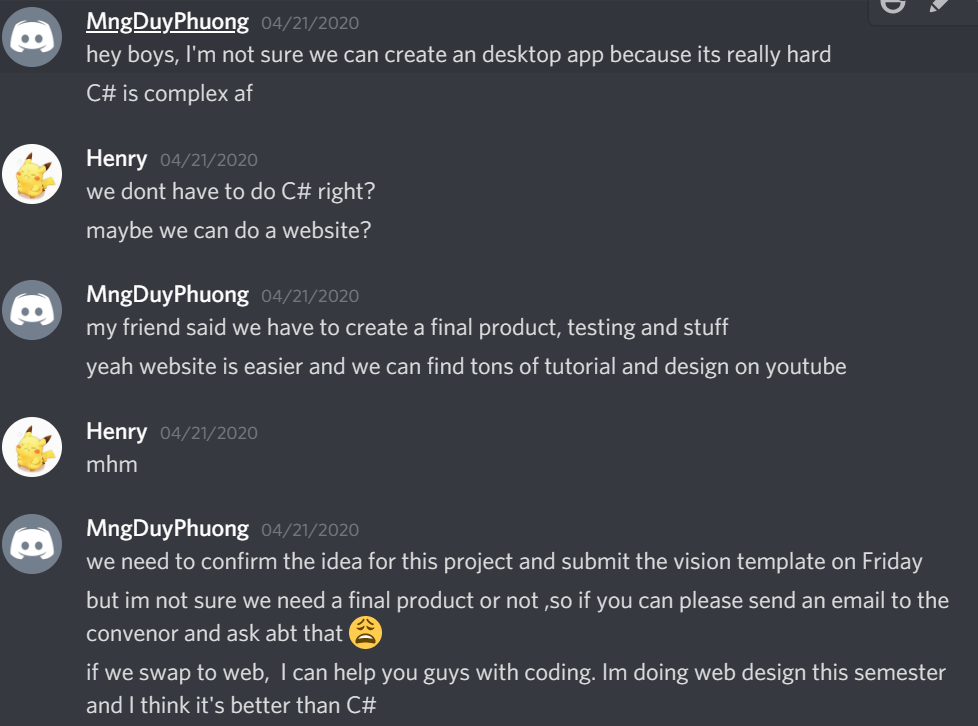 MngDuyPhuong 04/21/2020
hey boys, I'm not sure we can create an desktop app because its really hard
C# is complex af
Henry 04/21/2020
we dont have to do C# right?
maybe we can do a website?
MngDuyPhuong 04/21/2020
my friend said we have to create a final product, testing and stuff
yeah website is easier and we can find tons of tutorial and design on youtube
Henry 04/21/2020
mhm
MngDuyPhuong 04/21/2020
we need to confirm the idea for this project and submit the vision template on Friday
but im not sure we need a final product or not ,so if you can please send an email to the
convenor and ask abt that 😩
if we swap to web,  I can help you guys with coding. Im doing web design this semester
and I think it's better than C#